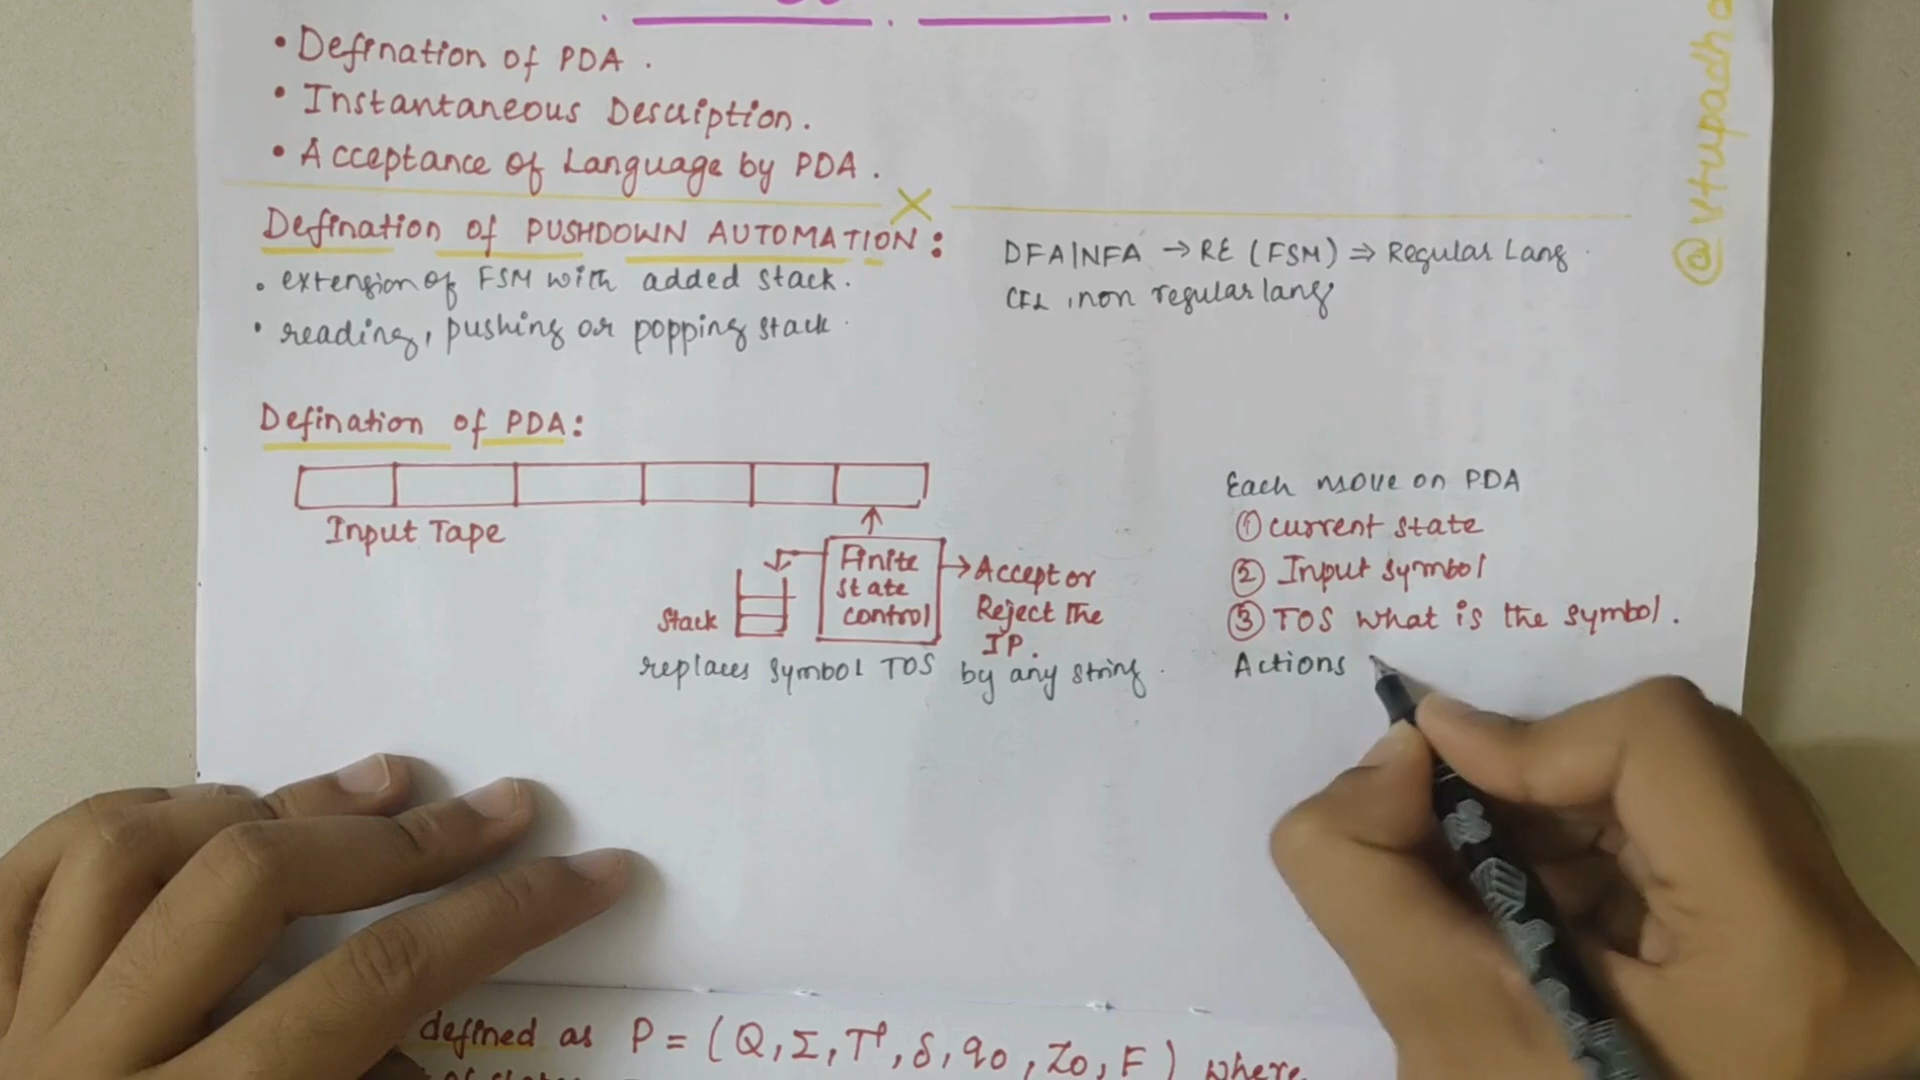 • Defination of PDA.
• Instantaneous Description.
• Acceptance of Language by PDA.
Defination of PUSHDOWN AUTOMATION:
• extension of FSM with added stack.
• reading, pushing or popping stack.
DFA|NFA → RE (FSM) ⇒ Regular Lang.
CFL, non regular lang
Defination of PDA:
Input Tape
Finite
state
control
Stack
Accept or
Reject The
IP.
replaces symbol TOS by any string.
Each move on PDA
① current state
② Input symbol
③ TOS what is the symbol.
Actions
defined as P = (Q, Σ, Γ, δ, q0, Z0, F) where
@vtupadh